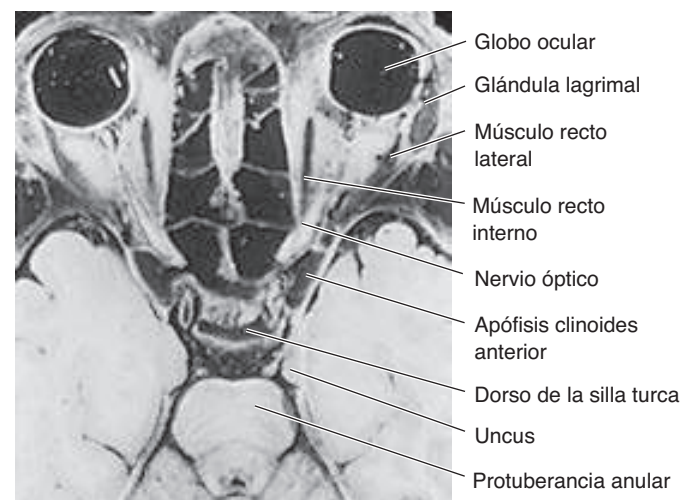 Globo ocular
Glándula lagrimal
Músculo recto
lateral
Músculo recto
interno
Nervio óptico
Apófisis clinoides
anterior
Dorso de la silla turca
Uncus
Protuberancia anular